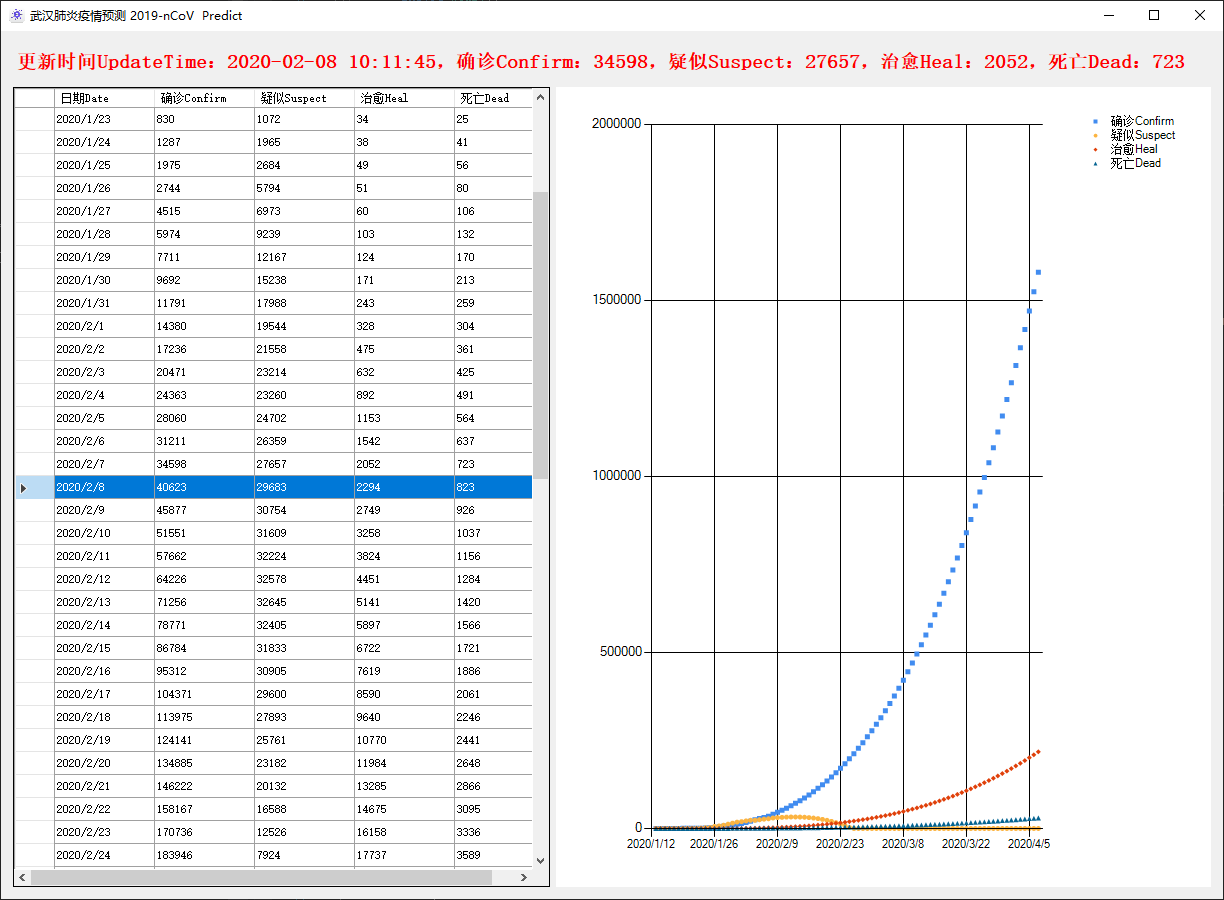 武汉肺炎疫情预测 2019-nCoV Predict
更新时间UpdateTime：2020-02-08 10:11:45，确诊Confirm：34598，疑似Suspect：27657，治愈Heal：2052，死亡Dead：723
日期Date 确诊Confirm 疑似Suspect 治愈Heal 死亡Dead
2020/1/23 830 1072 34 25
2020/1/24 1287 1965 38 41
2020/1/25 1975 2684 49 56
2020/1/26 2744 5794 51 80
2020/1/27 4515 6973 60 106
2020/1/28 5974 9239 103 132
2020/1/29 7711 12167 124 170
2020/1/30 9692 15238 171 213
2020/1/31 11791 17988 243 259
2020/2/1 14380 19544 328 304
2020/2/2 17236 21558 475 361
2020/2/3 20471 23214 632 425
2020/2/4 24363 23260 892 491
2020/2/5 28060 24702 1153 564
2020/2/6 31211 26359 1542 637
2020/2/7 34598 27657 2052 723
2020/2/8 40623 29683 2294 823
2020/2/9 45877 30754 2749 926
2020/2/10 51551 31609 3258 1037
2020/2/11 57662 32224 3824 1156
2020/2/12 64226 32578 4451 1284
2020/2/13 71256 32645 5141 1420
2020/2/14 78771 32405 5897 1566
2020/2/15 86784 31833 6722 1721
2020/2/16 95312 30905 7619 1886
2020/2/17 104371 29600 8590 2061
2020/2/18 113975 27893 9640 2246
2020/2/19 124141 25761 10770 2441
2020/2/20 134885 23182 11984 2648
2020/2/21 146222 20132 13285 2866
2020/2/22 158167 16588 14675 3095
2020/2/23 170736 12526 16158 3336
2020/2/24 183946 7924 17737 3589
2000000
1500000
1000000
500000
0
2020/1/12 2020/1/26 2020/2/9 2020/2/23 2020/3/8 2020/3/22 2020/4/5
确诊Confirm
疑似Suspect
治愈Heal
死亡Dead